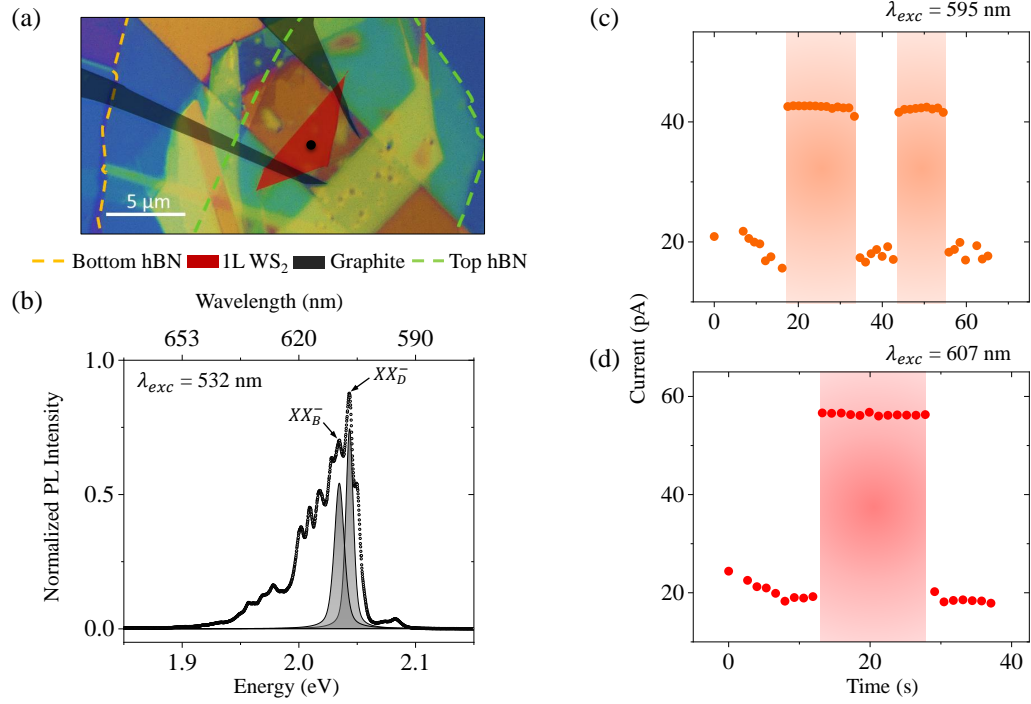 (a)
5 μm
Bottom hBN 1L WS₂ Graphite Top hBN
(b)
Wavelength (nm)
653 620 590
λexc = 532 nm
XX_B⁻
XX_D⁻
1.0
0.5
0.0
Normalized PL Intensity
1.9 2.0 2.1
Energy (eV)
(c)
λexc = 595 nm
40
20
0 20 40 60
Current (pA)
(d)
λexc = 607 nm
60
40
20
0 20 40
Time (s)